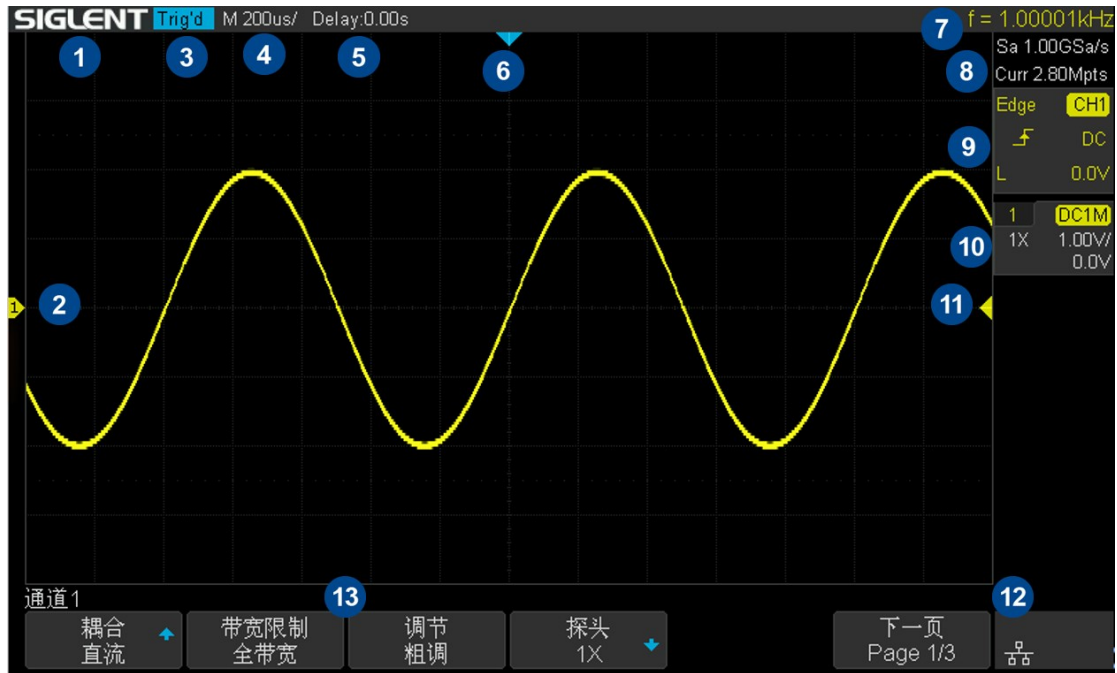 SIGLENT Trig'd M 200us/ Delay:0.00s f = 1.00001kHz
1 3 4 5 6 7
Sa 1.00GSa/s
8 Curr 2.80Mpts
Edge CH1
9 DC
L 0.0V
1 DC1M
10 1X 1.00V/
0.0V
1 2 11
通道1 13 12
耦合 带宽限制 调节 探头 下一页
直流 全带宽 粗调 1X Page 1/3